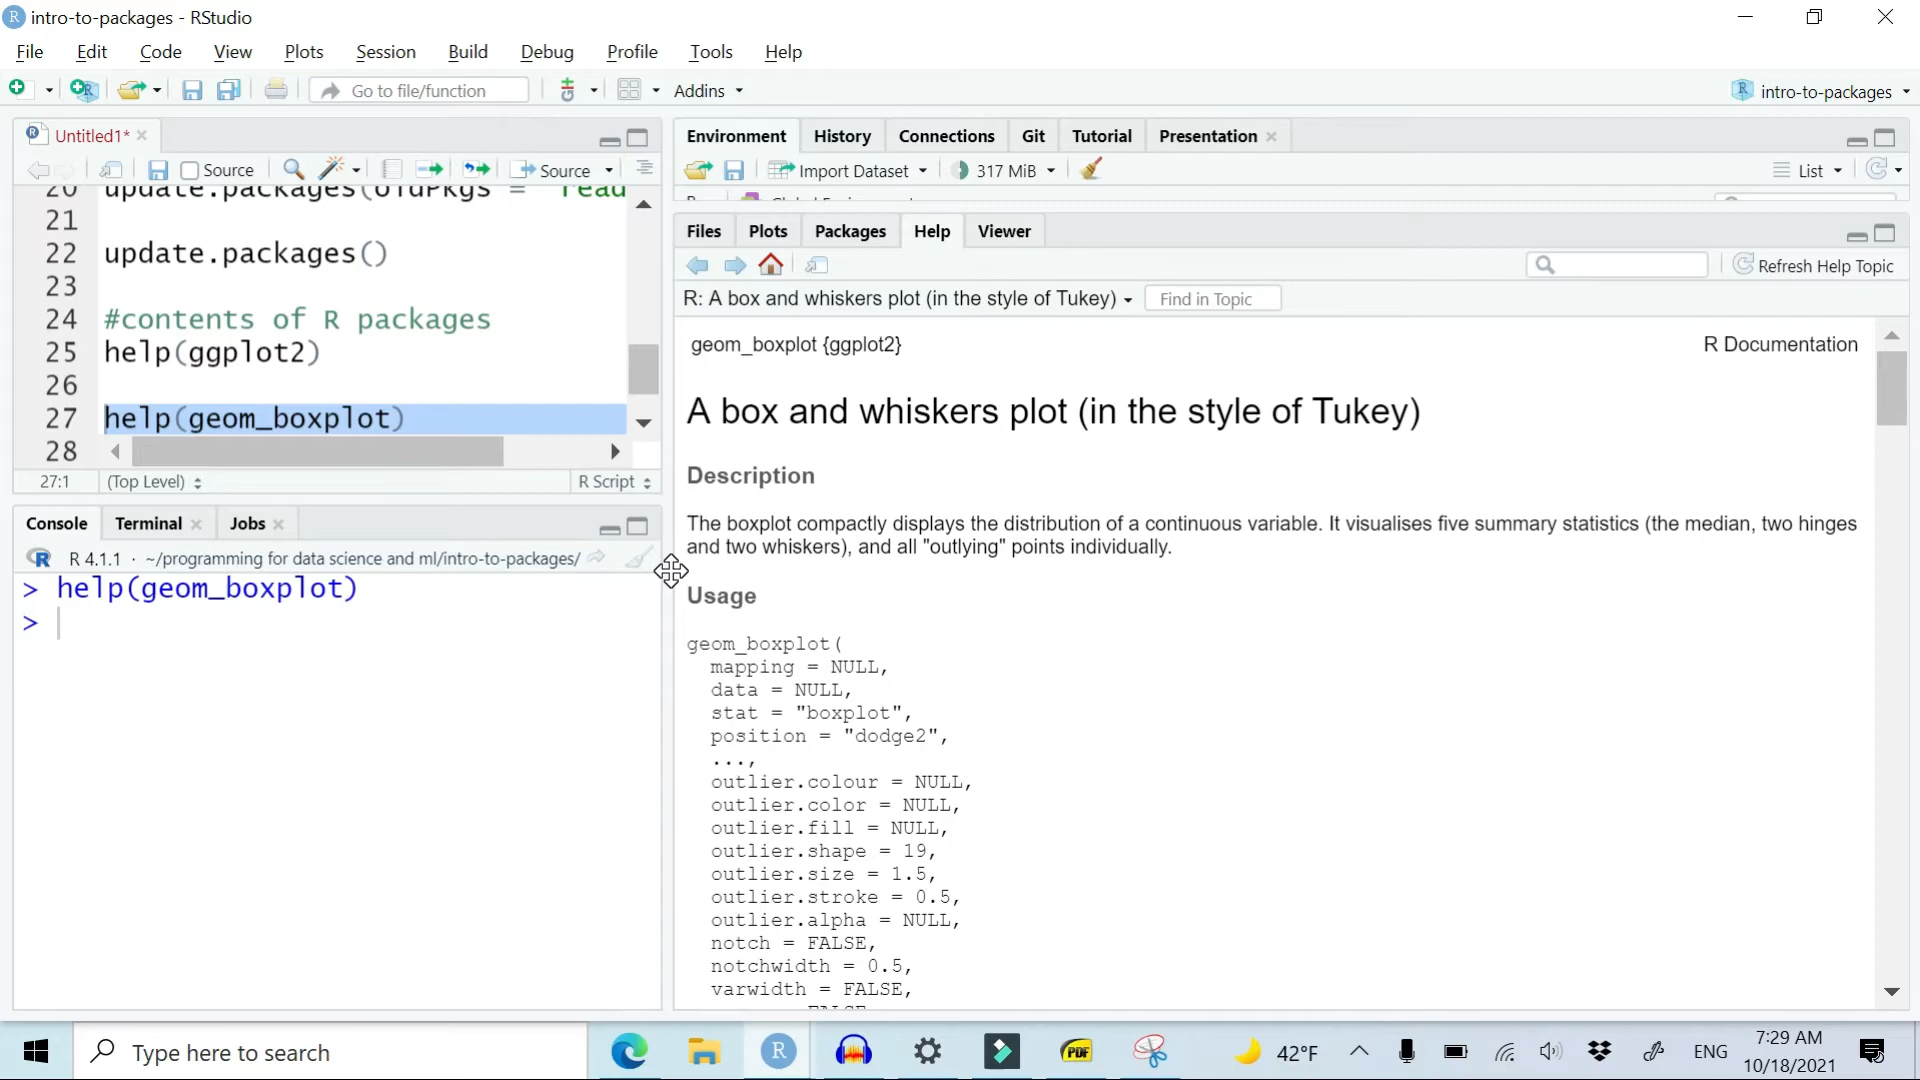 intro-to-packages - RStudio
File Edit Code View Plots Session Build Debug Profile Tools Help
Go to file/function Addins intro-to-packages
Untitled1*
Source Source
20 update.packages(oldPkgs =
21
22 update.packages()
23
24 #contents of R packages
25 help(ggplot2)
26
27 help(geom_boxplot)
28
27:1 (Top Level) R Script
Console Terminal Jobs
R 4.1.1 · ~/programming for data science and ml/intro-to-packages/
> help(geom_boxplot)
>
Environment History Connections Git Tutorial Presentation
Import Dataset 317 MiB List
Files Plots Packages Help Viewer
Refresh Help Topic
R: A box and whiskers plot (in the style of Tukey) Find in Topic
geom_boxplot {ggplot2} R Documentation
A box and whiskers plot (in the style of Tukey)
Description
The boxplot compactly displays the distribution of a continuous variable. It visualises five summary statistics (the median, two hinges
and two whiskers), and all "outlying" points individually.
Usage
geom_boxplot(
mapping = NULL,
data = NULL,
stat = "boxplot",
position = "dodge2",
...,
outlier.colour = NULL,
outlier.color = NULL,
outlier.fill = NULL,
outlier.shape = 19,
outlier.size = 1.5,
outlier.stroke = 0.5,
outlier.alpha = NULL,
notch = FALSE,
notchwidth = 0.5,
varwidth = FALSE,
Type here to search
PDF
42°F
ENG
7:29 AM
10/18/2021